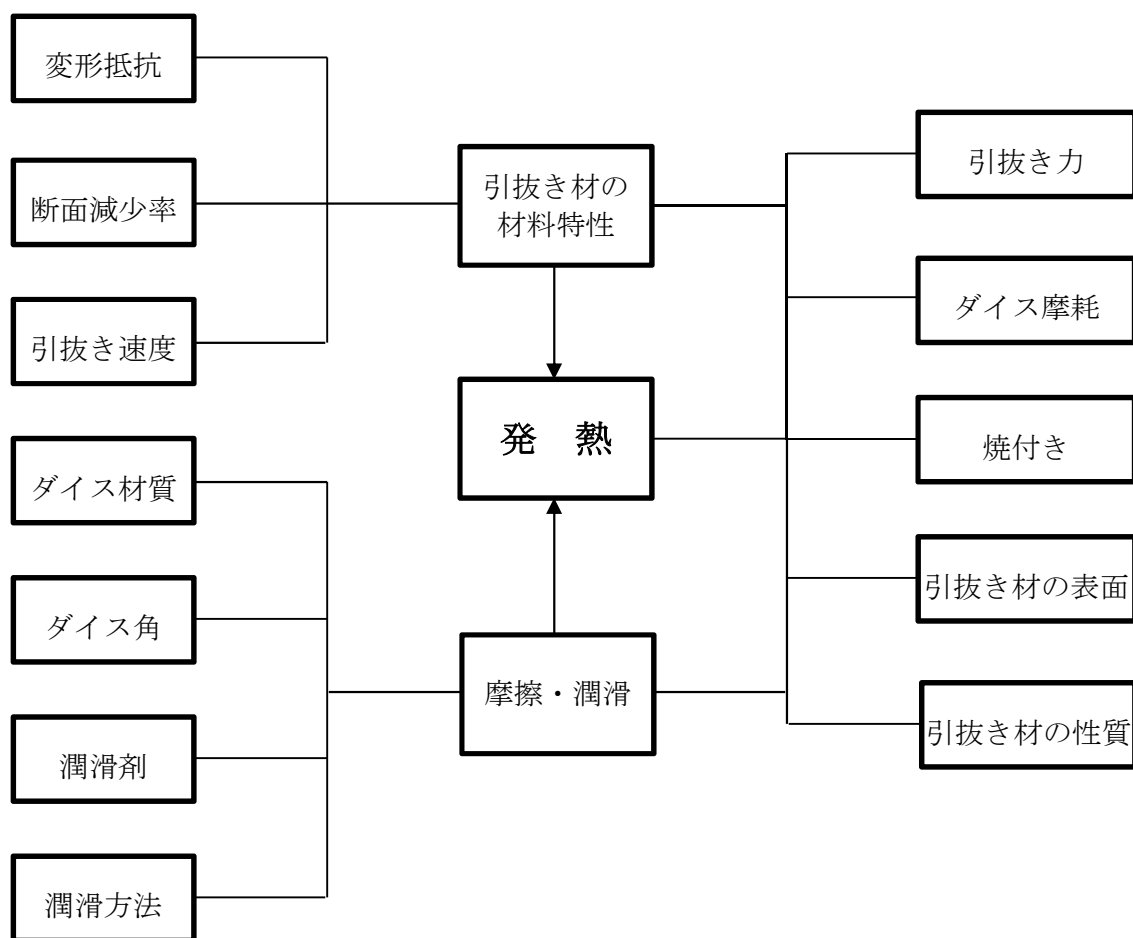 変形抵抗
断面減少率
引抜き速度
ダイス材質
ダイス角
潤滑剤
潤滑方法
引抜き材の
材料特性
発　熱
摩擦・潤滑
引抜き力
ダイス摩耗
焼付き
引抜き材の表面
引抜き材の性質